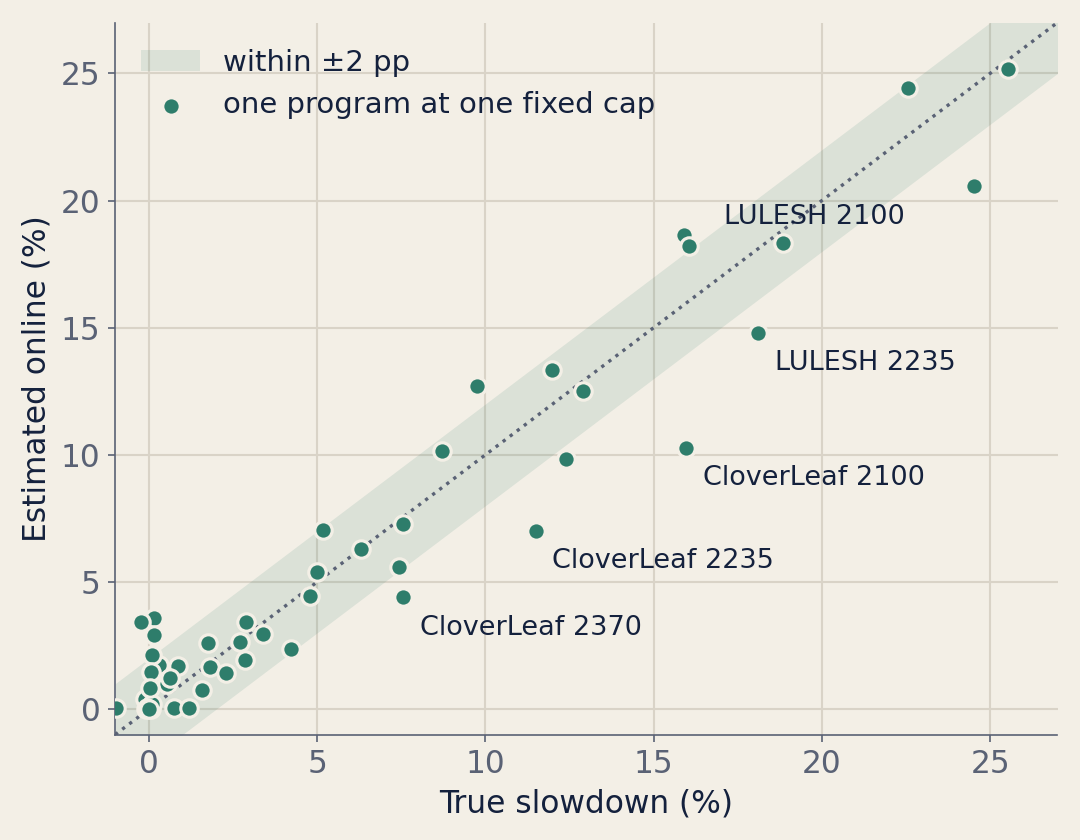 within ±2 pp
one program at one fixed cap
25
20
15
10
5
0
Estimated online (%)
LULESH 2100
LULESH 2235
CloverLeaf 2100
CloverLeaf 2235
CloverLeaf 2370
0 5 10 15 20 25
True slowdown (%)